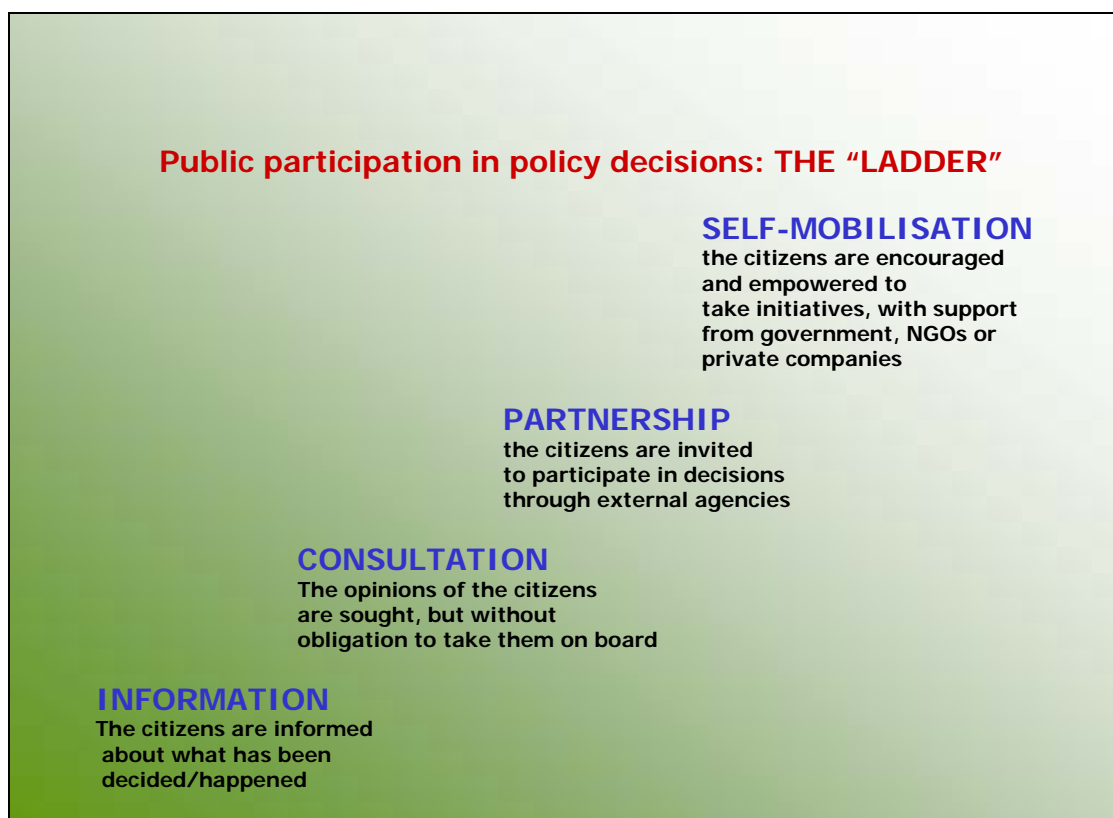 Public participation in policy decisions: THE “LADDER”
SELF-MOBILISATION
the citizens are encouraged
and empowered to
take initiatives, with support
from government, NGOs or
private companies
PARTNERSHIP
the citizens are invited
to participate in decisions
through external agencies
CONSULTATION
The opinions of the citizens
are sought, but without
obligation to take them on board
INFORMATION
The citizens are informed
about what has been
decided/happened